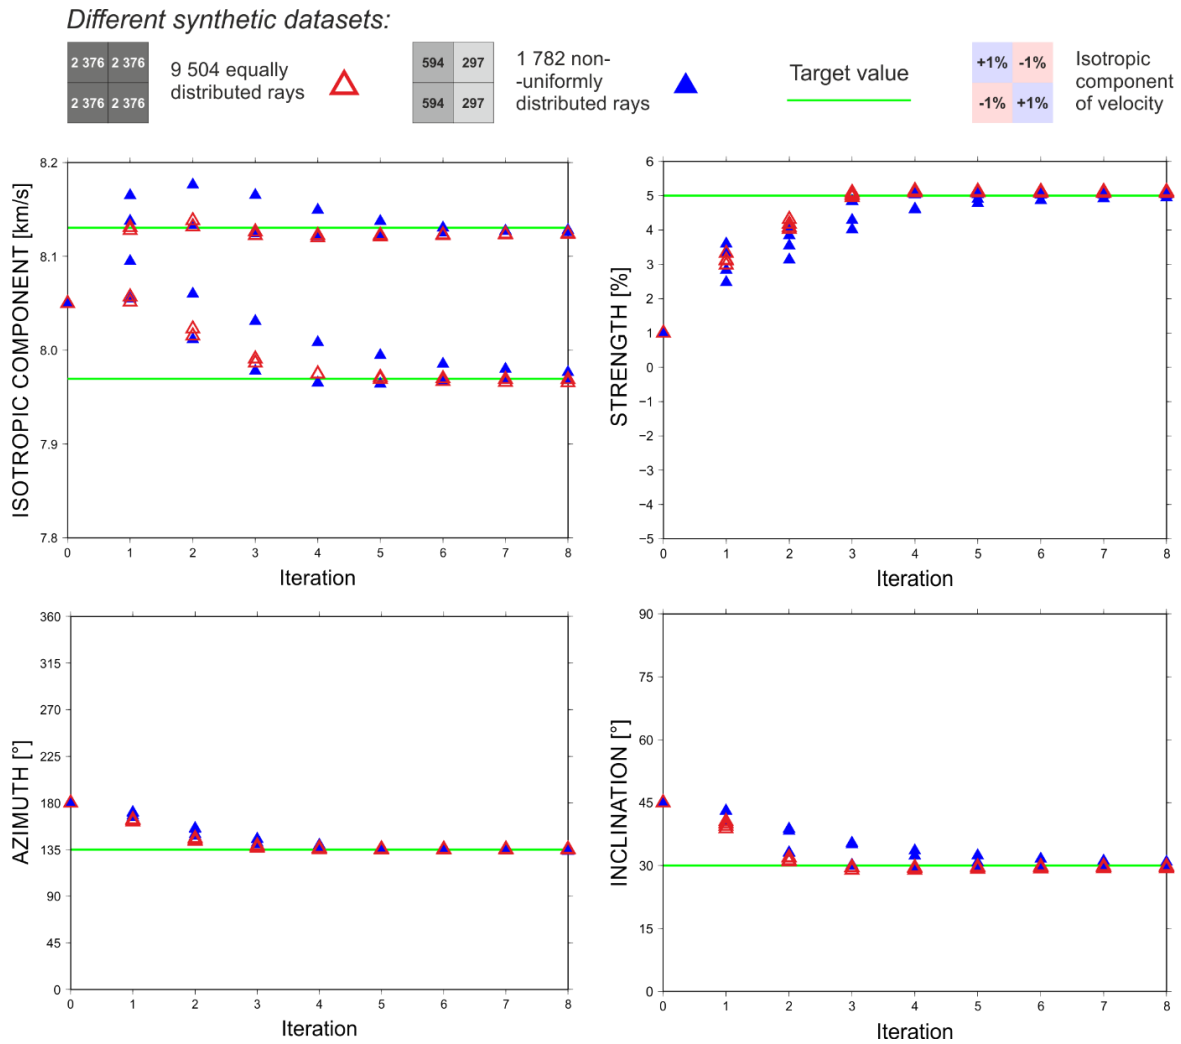 Different synthetic datasets:
2 376 2 376
2 376 2 376
9 504 equally
distributed rays
594 297
594 297
1 782 non-
-uniformly
distributed rays
Target value
+1% -1%
-1% +1%
Isotropic
component
of velocity
ISOTROPIC COMPONENT [km/s]
8.2
8.1
8.0
7.9
7.8
0 1 2 3 4 5 6 7 8
Iteration
STRENGTH [%]
6
5
4
3
2
1
0
−1
−2
−3
−4
−5
0 1 2 3 4 5 6 7 8
Iteration
AZIMUTH [°]
360
315
270
225
180
135
90
45
0
0 1 2 3 4 5 6 7 8
Iteration
INCLINATION [°]
90
75
60
45
30
15
0
0 1 2 3 4 5 6 7 8
Iteration